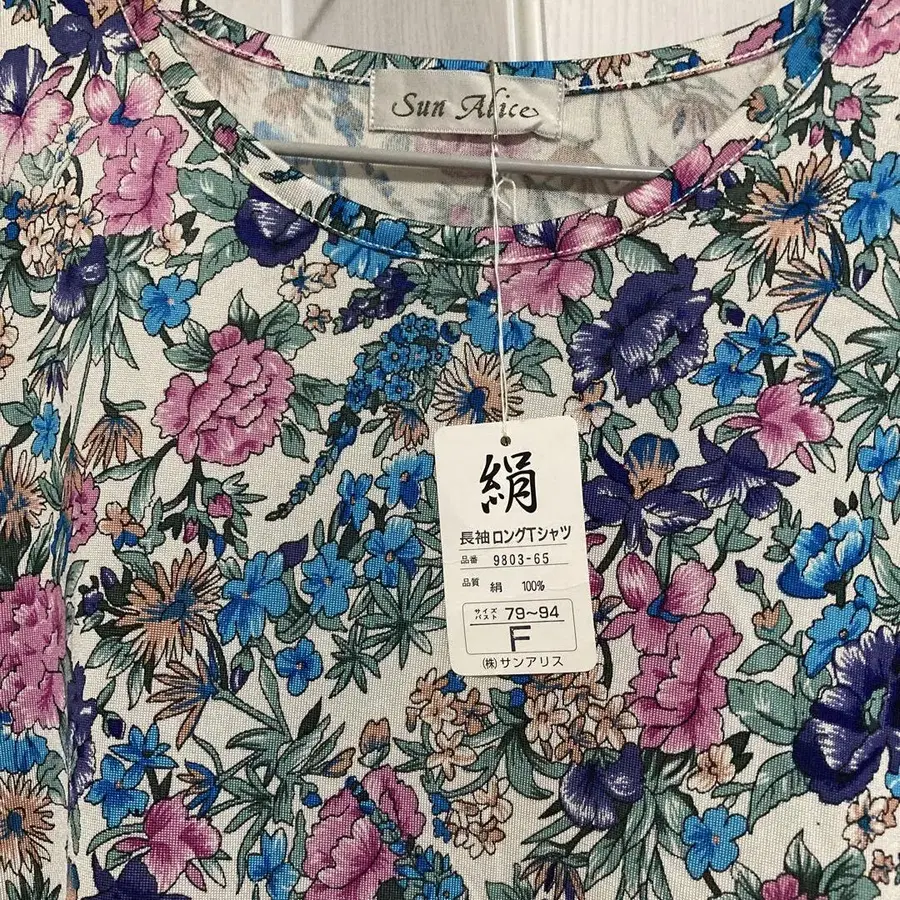 Sun Alice
絹
長袖ロングTシャツ
品番 9803-65
品質 絹 100%
サイズ
バスト 79～94
F
(株)サンアリス